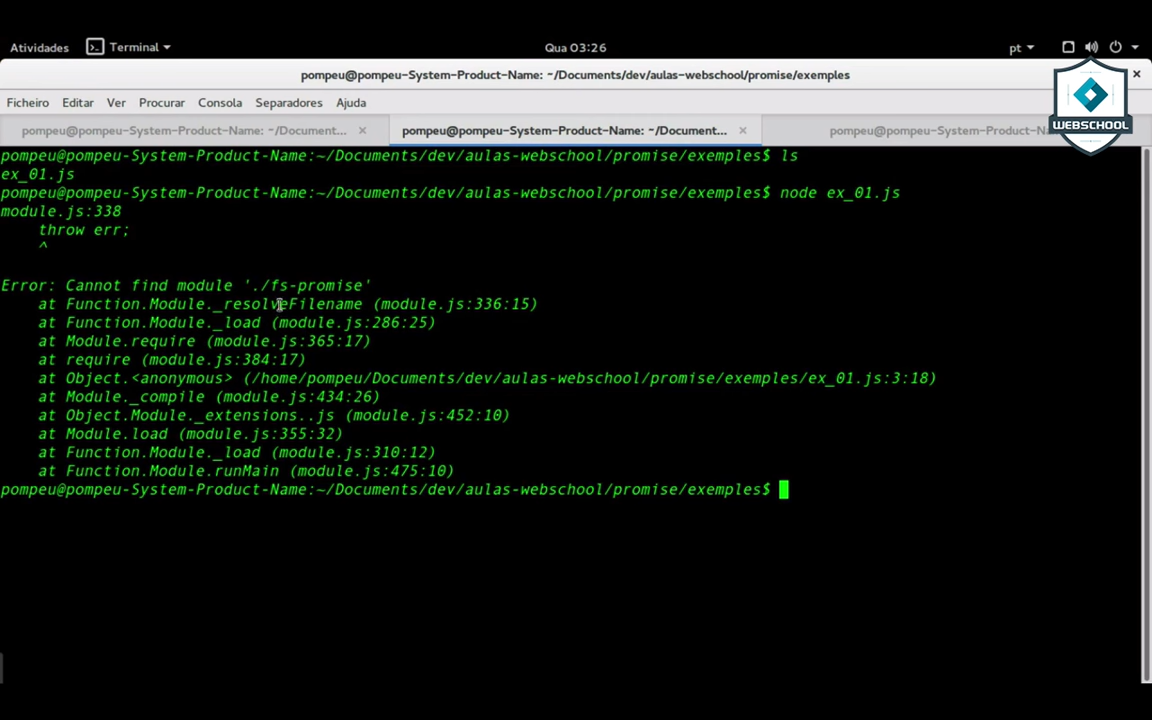 Atividades Terminal Qua 03:26 pt
pompeu@pompeu-System-Product-Name: ~/Documents/dev/aulas-webschool/promise/exemples
Ficheiro Editar Ver Procurar Consola Separadores Ajuda
WEBSCHOOL
pompeu@pompeu-System-Product-Name: ~/Document... pompeu@pompeu-System-Product-Name: ~/Document... pompeu@pompeu-System-Product-Na
pompeu@pompeu-System-Product-Name:~/Documents/dev/aulas-webschool/promise/exemples$ ls
ex_01.js
pompeu@pompeu-System-Product-Name:~/Documents/dev/aulas-webschool/promise/exemples$ node ex_01.js
module.js:338
    throw err;
    ^
Error: Cannot find module './fs-promise'
    at Function.Module._resolveFilename (module.js:336:15)
    at Function.Module._load (module.js:286:25)
    at Module.require (module.js:365:17)
    at require (module.js:384:17)
    at Object.<anonymous> (/home/pompeu/Documents/dev/aulas-webschool/promise/exemples/ex_01.js:3:18)
    at Module._compile (module.js:434:26)
    at Object.Module._extensions..js (module.js:452:10)
    at Module.load (module.js:355:32)
    at Function.Module._load (module.js:310:12)
    at Function.Module.runMain (module.js:475:10)
pompeu@pompeu-System-Product-Name:~/Documents/dev/aulas-webschool/promise/exemples$